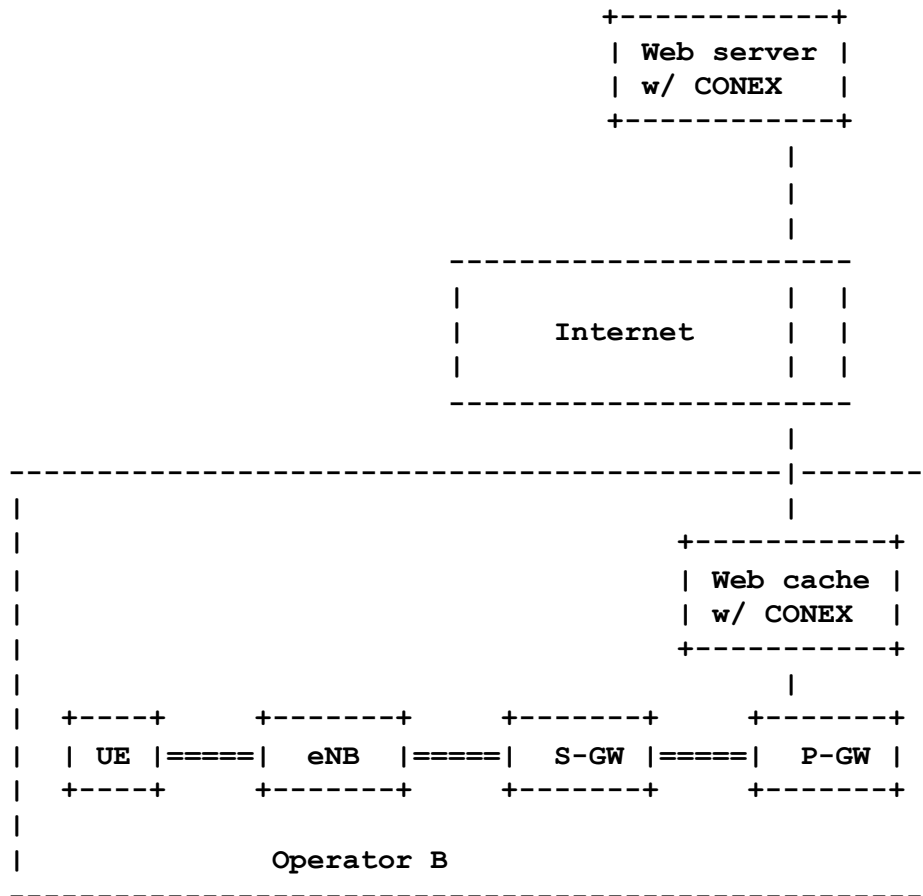 Web server
w/ CONEX
Internet
Web cache
w/ CONEX
UE eNB S-GW P-GW
Operator B